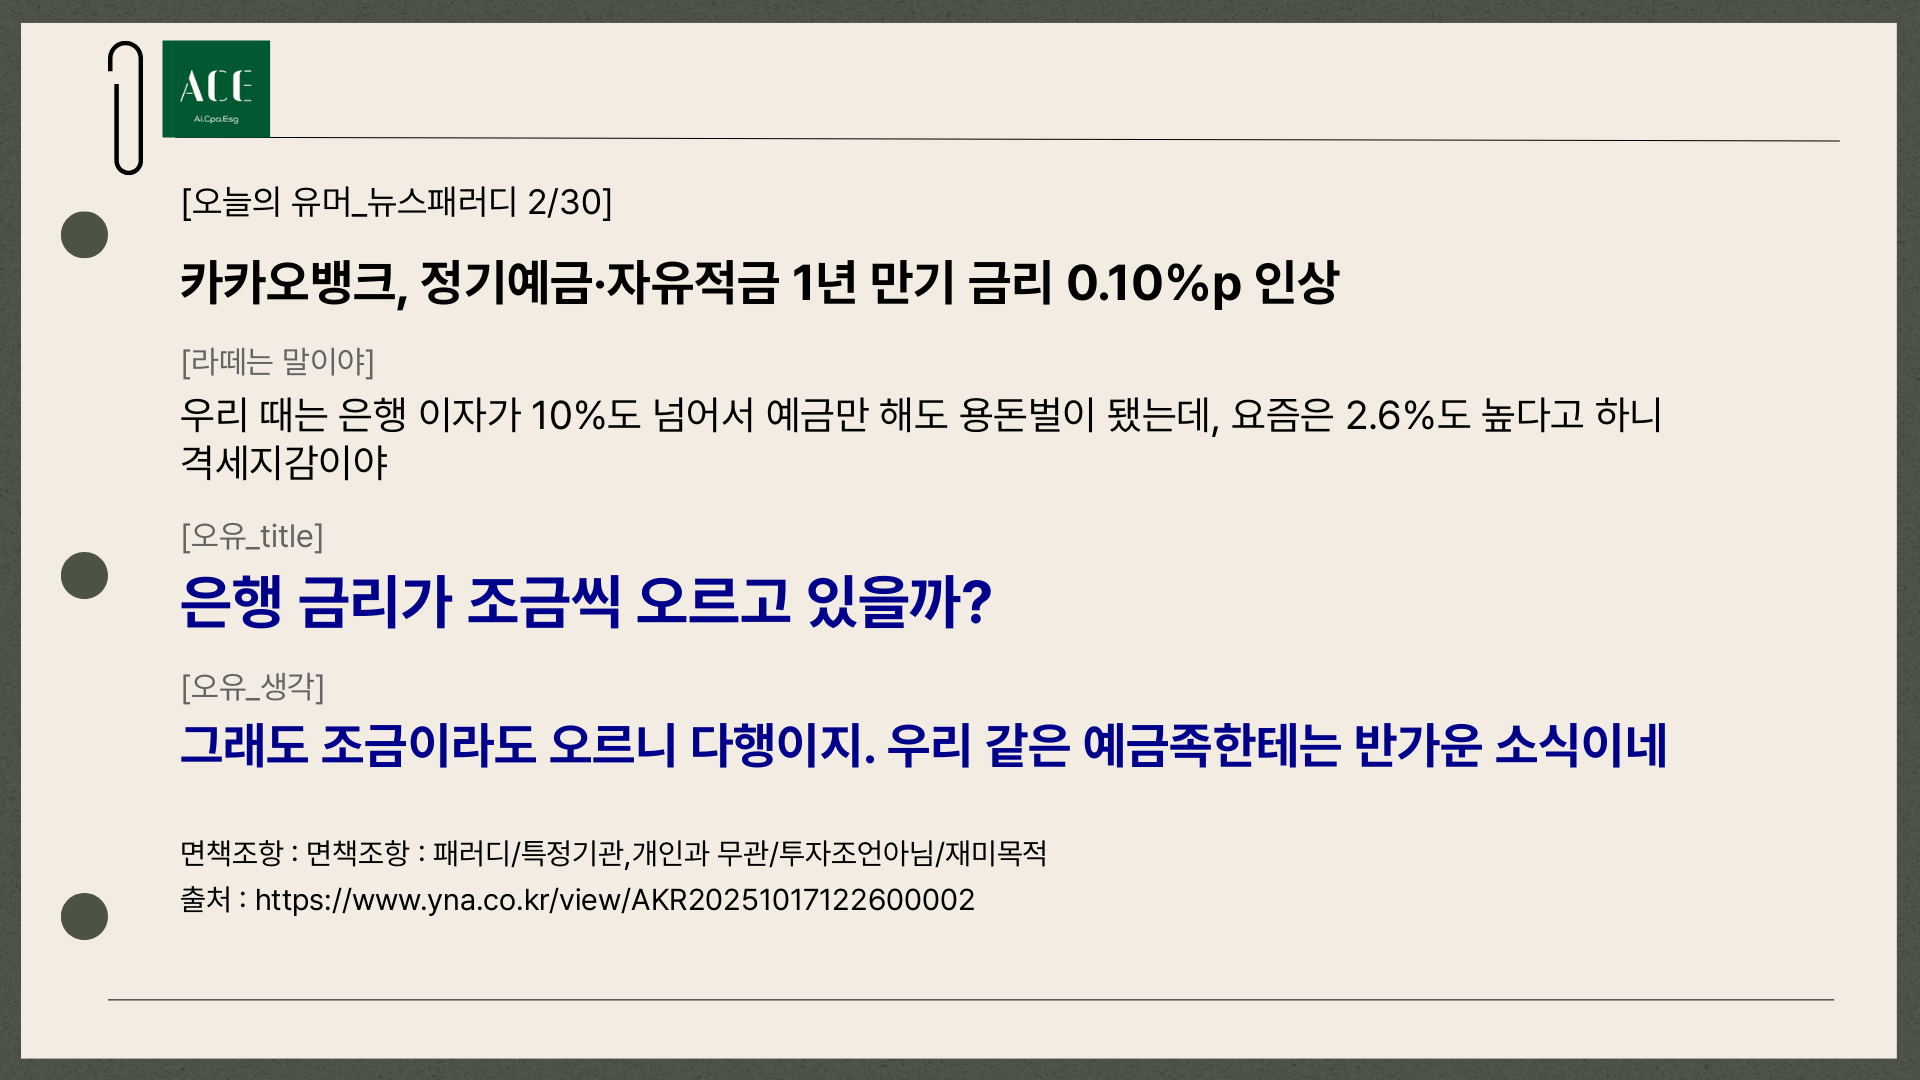 ACE
Ai.Cpa.Esg
[오늘의 유머_뉴스패러디 2/30]
카카오뱅크, 정기예금·자유적금 1년 만기 금리 0.10%p 인상
[라떼는 말이야]
우리 때는 은행 이자가 10%도 넘어서 예금만 해도 용돈벌이 됐는데, 요즘은 2.6%도 높다고 하니
격세지감이야
[오유_title]
은행 금리가 조금씩 오르고 있을까?
[오유_생각]
그래도 조금이라도 오르니 다행이지. 우리 같은 예금족한테는 반가운 소식이네
면책조항 : 면책조항 : 패러디/특정기관,개인과 무관/투자조언아님/재미목적
출처 : https://www.yna.co.kr/view/AKR20251017122600002